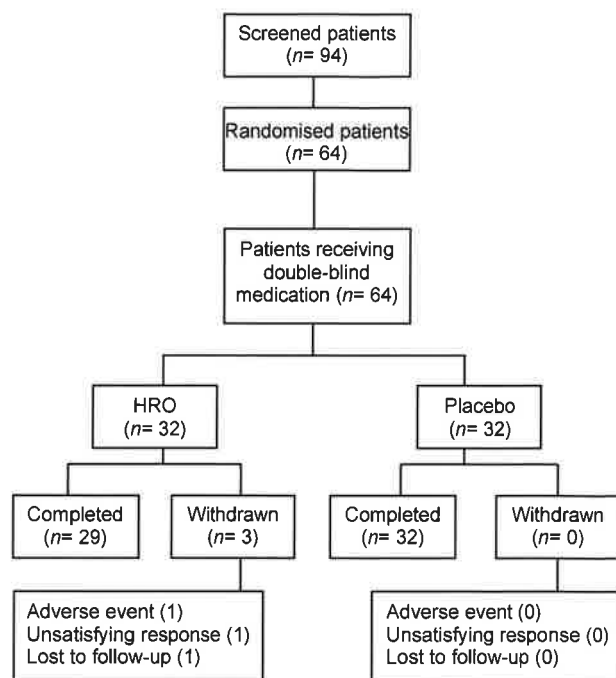 Screened patients
(n= 94)
Randomised patients
(n= 64)
Patients receiving
double-blind
medication (n= 64)
HRO
(n= 32)
Placebo
(n= 32)
Completed
(n= 29)
Withdrawn
(n= 3)
Completed
(n= 32)
Withdrawn
(n= 0)
Adverse event (1)
Unsatisfying response (1)
Lost to follow-up (1)
Adverse event (0)
Unsatisfying response (0)
Lost to follow-up (0)